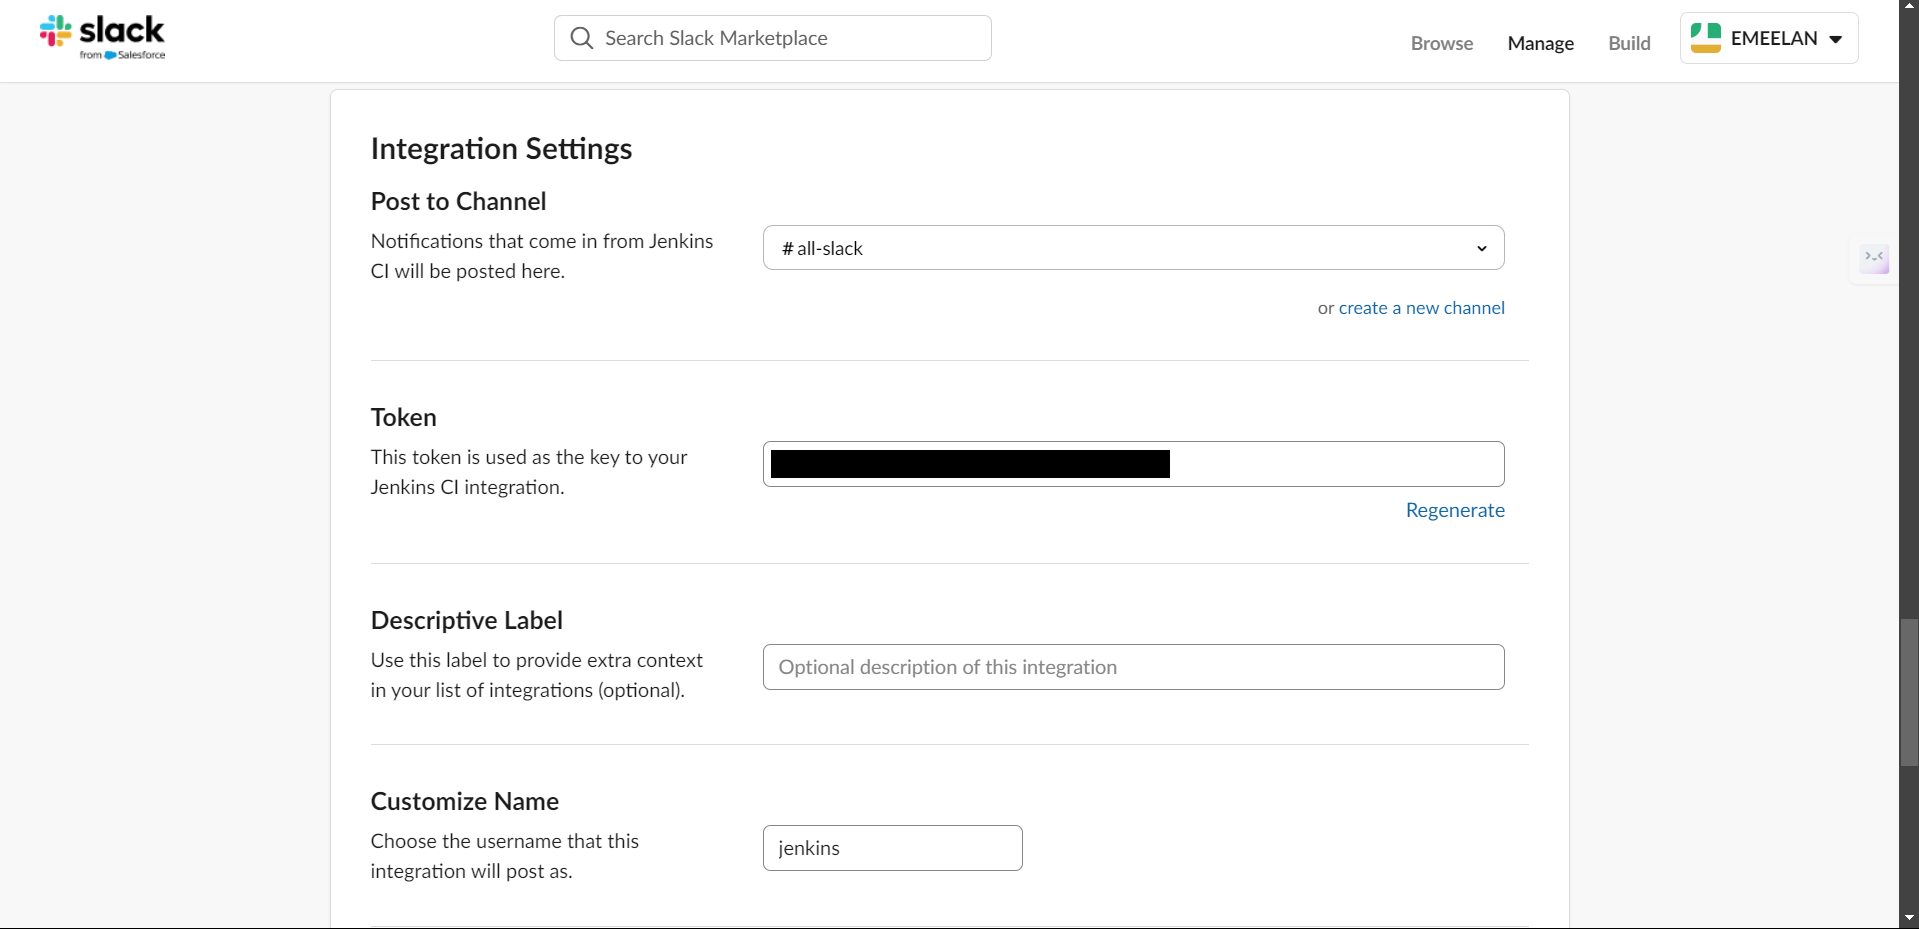 slack
from Salesforce
Search Slack Marketplace
Browse
Manage
Build
EMEELAN
Integration Settings
Post to Channel
Notifications that come in from Jenkins
CI will be posted here.
# all-slack
or create a new channel
Token
This token is used as the key to your
Jenkins CI integration.
Regenerate
Descriptive Label
Use this label to provide extra context
in your list of integrations (optional).
Optional description of this integration
Customize Name
Choose the username that this
integration will post as.
jenkins